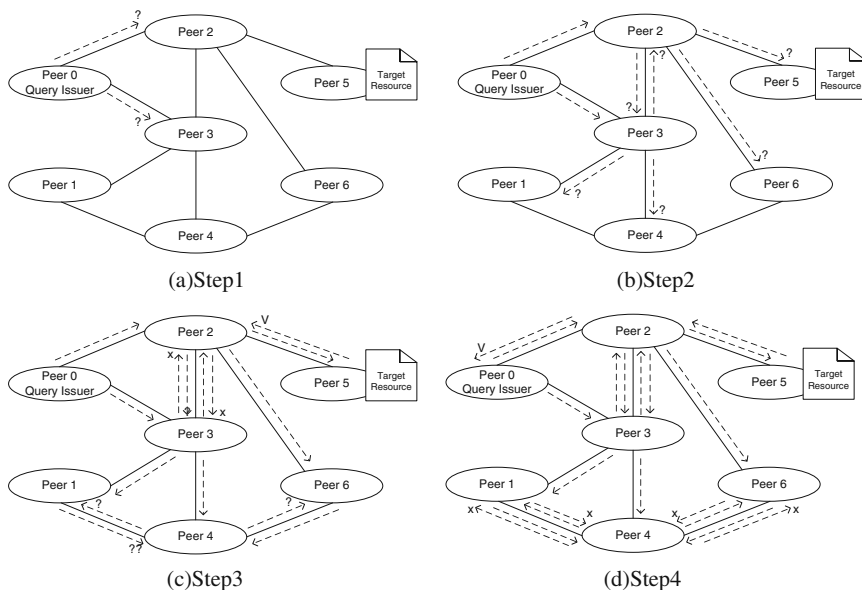 ?
Peer 2
Peer 0
Query Issuer
Peer 5
Target
Resource
?
Peer 3
Peer 1
Peer 6
Peer 4
(a)Step1
Peer 2
?
?
Peer 0
Query Issuer
Peer 5
Target
Resource
?
Peer 3
?
Peer 1
Peer 6
?
?
Peer 4
(b)Step2
V
Peer 2
x
Peer 0
Query Issuer
Peer 5
Target
Resource
?
x
Peer 3
Peer 1
Peer 6
?
?
Peer 4
??
(c)Step3
Peer 2
V
Peer 0
Query Issuer
Peer 5
Target
Resource
Peer 3
Peer 1
Peer 6
x
x
x
x
Peer 4
(d)Step4